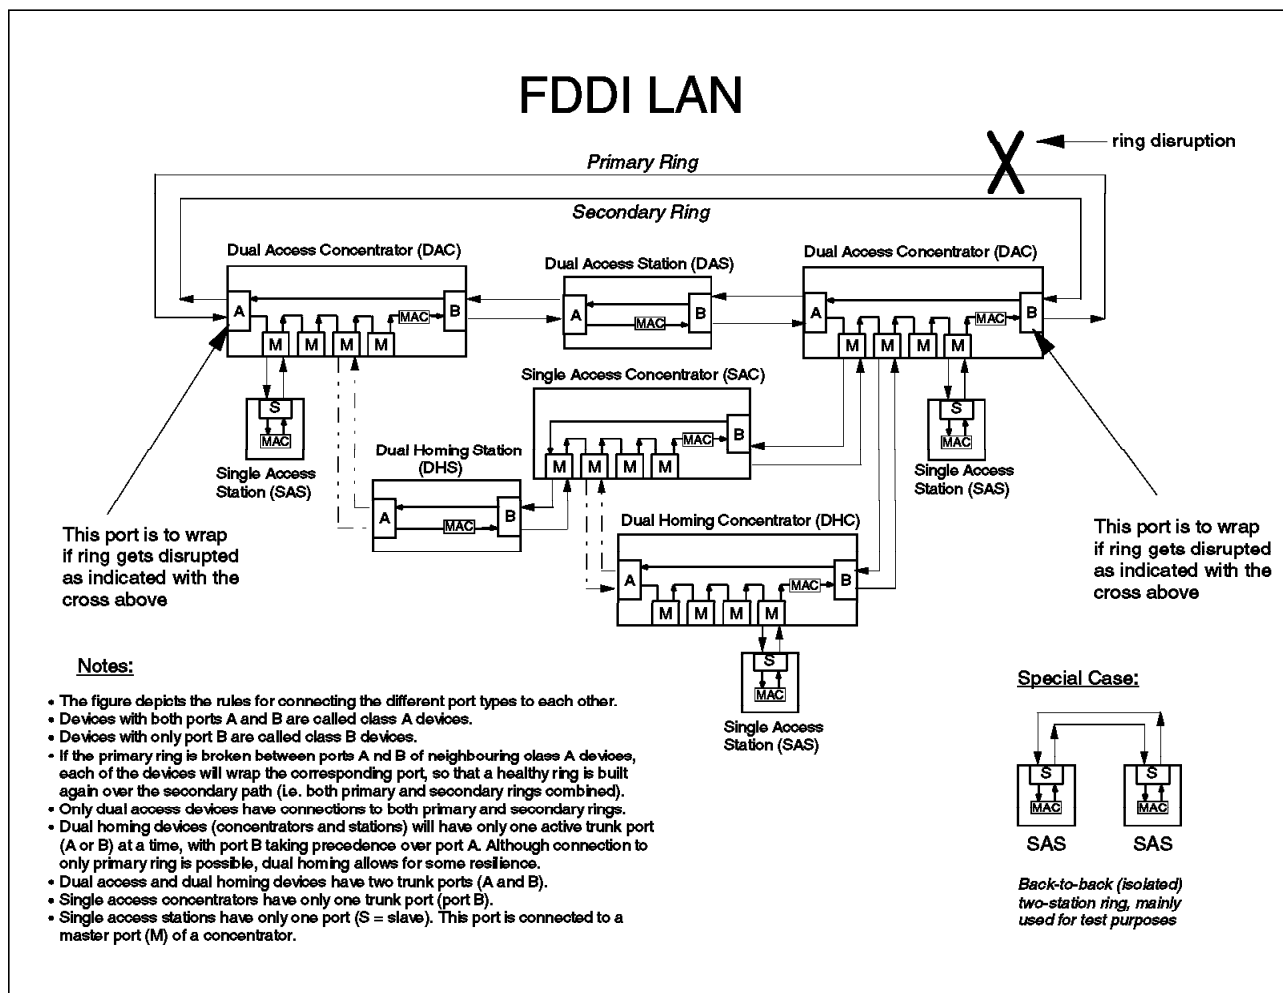 FDDI LAN
ring disruption
Primary Ring
X
Secondary Ring
Dual Access Concentrator (DAC)
Dual Access Station (DAS)
Dual Access Concentrator (DAC)
A
MAC
B
M
M
M
M
A
MAC
B
A
MAC
B
M
M
M
M
S
MAC
Single Access
Station (SAS)
Single Access Concentrator (SAC)
MAC
B
M
M
M
M
S
MAC
Single Access
Station (SAS)
Dual Homing Station
(DHS)
A
MAC
B
Dual Homing Concentrator (DHC)
A
MAC
B
M
M
M
M
S
MAC
Single Access
Station (SAS)
This port is to wrap
if ring gets disrupted
as indicated with the
cross above
This port is to wrap
if ring gets disrupted
as indicated with the
cross above
Notes:
• The figure depicts the rules for connecting the different port types to each other.
• Devices with both ports A and B are called class A devices.
• Devices with only port B are called class B devices.
• If the primary ring is broken between ports A nd B of neighbouring class A devices,
each of the devices will wrap the corresponding port, so that a healthy ring is built
again over the secondary path (i.e. both primary and secondary rings combined).
• Only dual access devices have connections to both primary and secondary rings.
• Dual homing devices (concentrators and stations) will have only one active trunk port
(A or B) at a time, with port B taking precedence over port A. Although connection to
only primary ring is possible, dual homing allows for some resilience.
• Dual access and dual homing devices have two trunk ports (A and B).
• Single access concentrators have only one trunk port (port B).
• Single access stations have only one port (S = slave). This port is connected to a
master port (M) of a concentrator.
Special Case:
S
MAC
SAS
S
MAC
SAS
Back-to-back (isolated)
two-station ring, mainly
used for test purposes